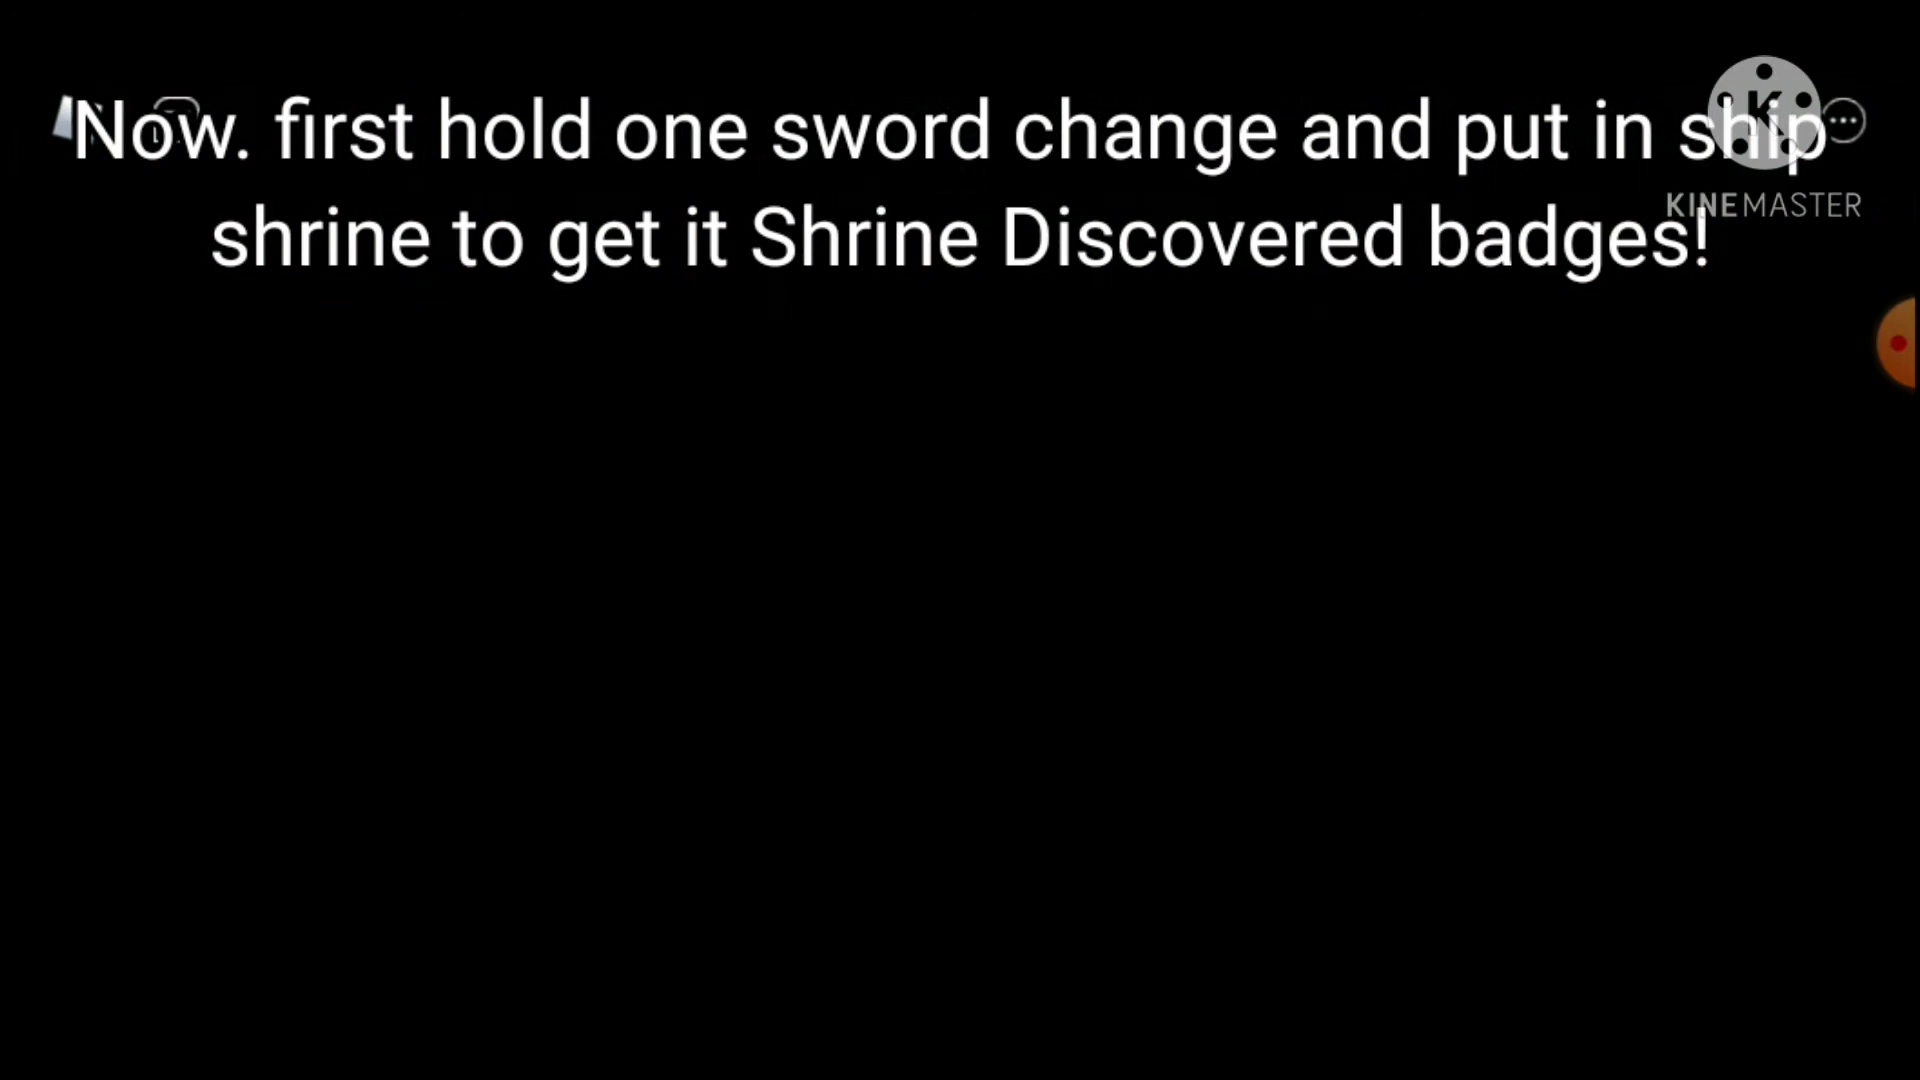 Now. first hold one sword change and put in ship
shrine to get it Shrine Discovered badges!
KINEMASTER